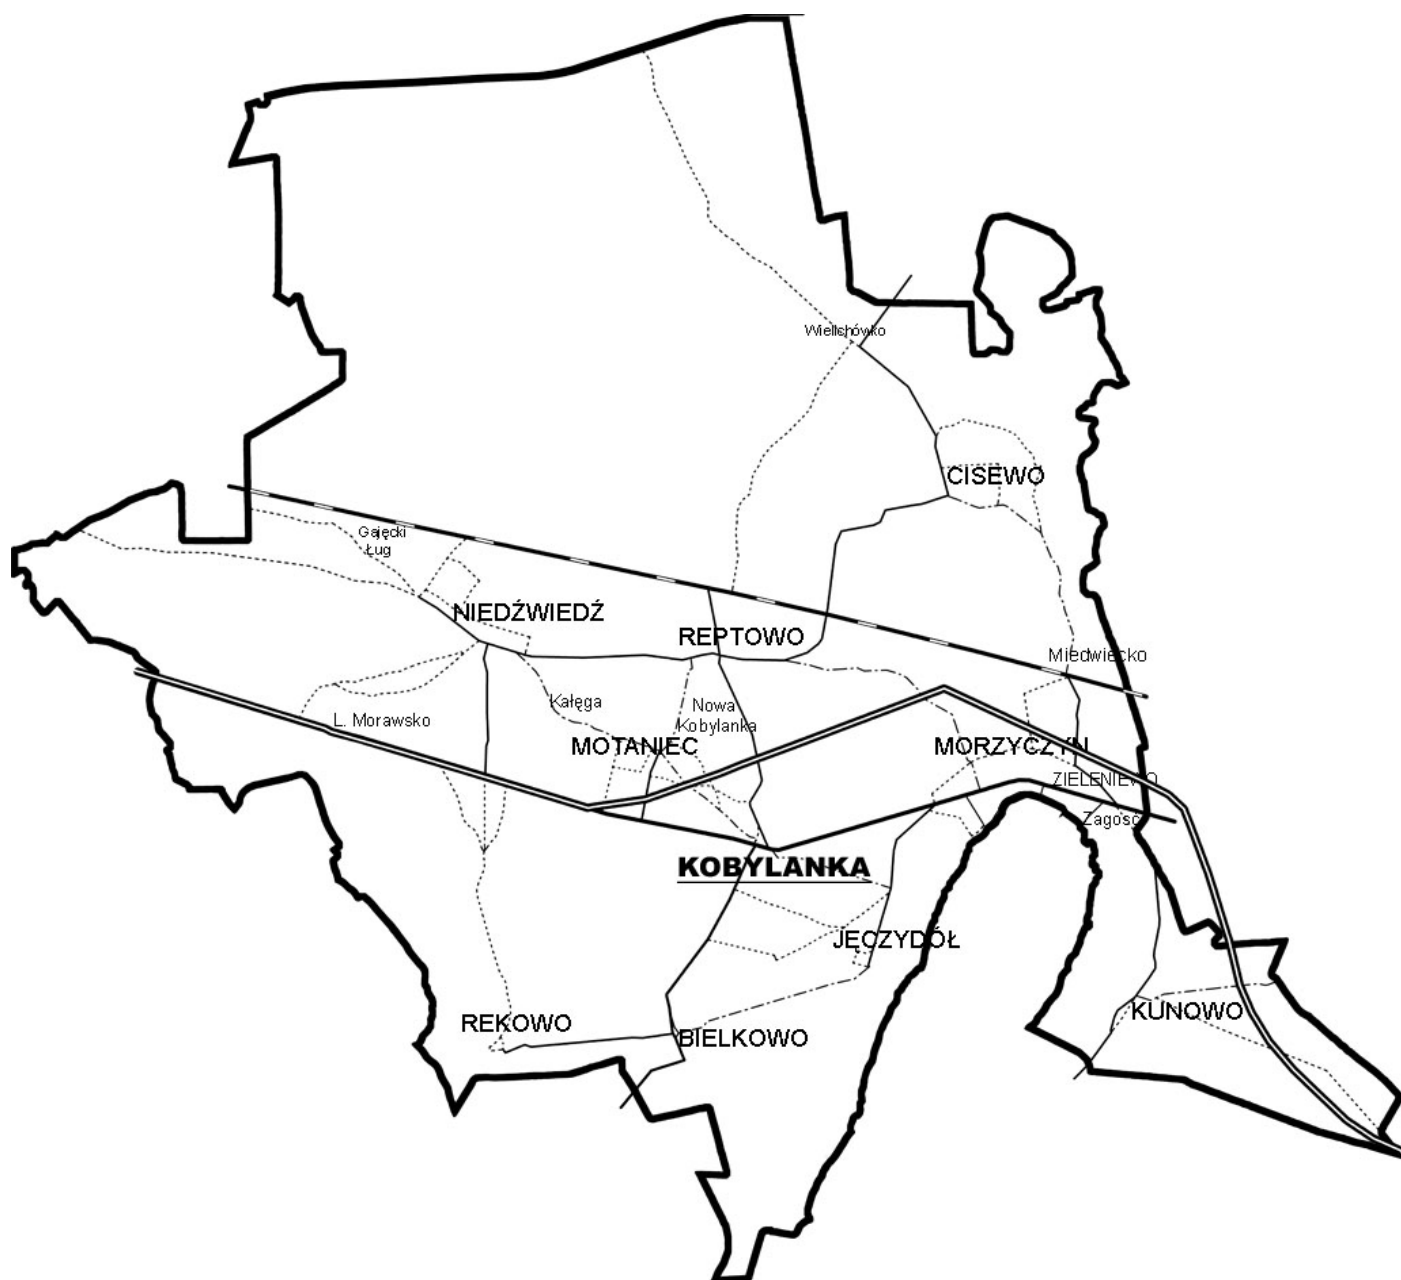 Wielichówko
CISEWO
Gajęcki
Ług
NIEDŹWIEDŹ
REPTOWO
Miedwiecko
Kałęga
Nowa
Kobylanka
L. Morawsko
MOTANIEC
MORZYCZYN
ZIELENIEWO
Zagość
KOBYLANKA
JĘCZYDÓŁ
KUNOWO
REKOWO
BIELKOWO